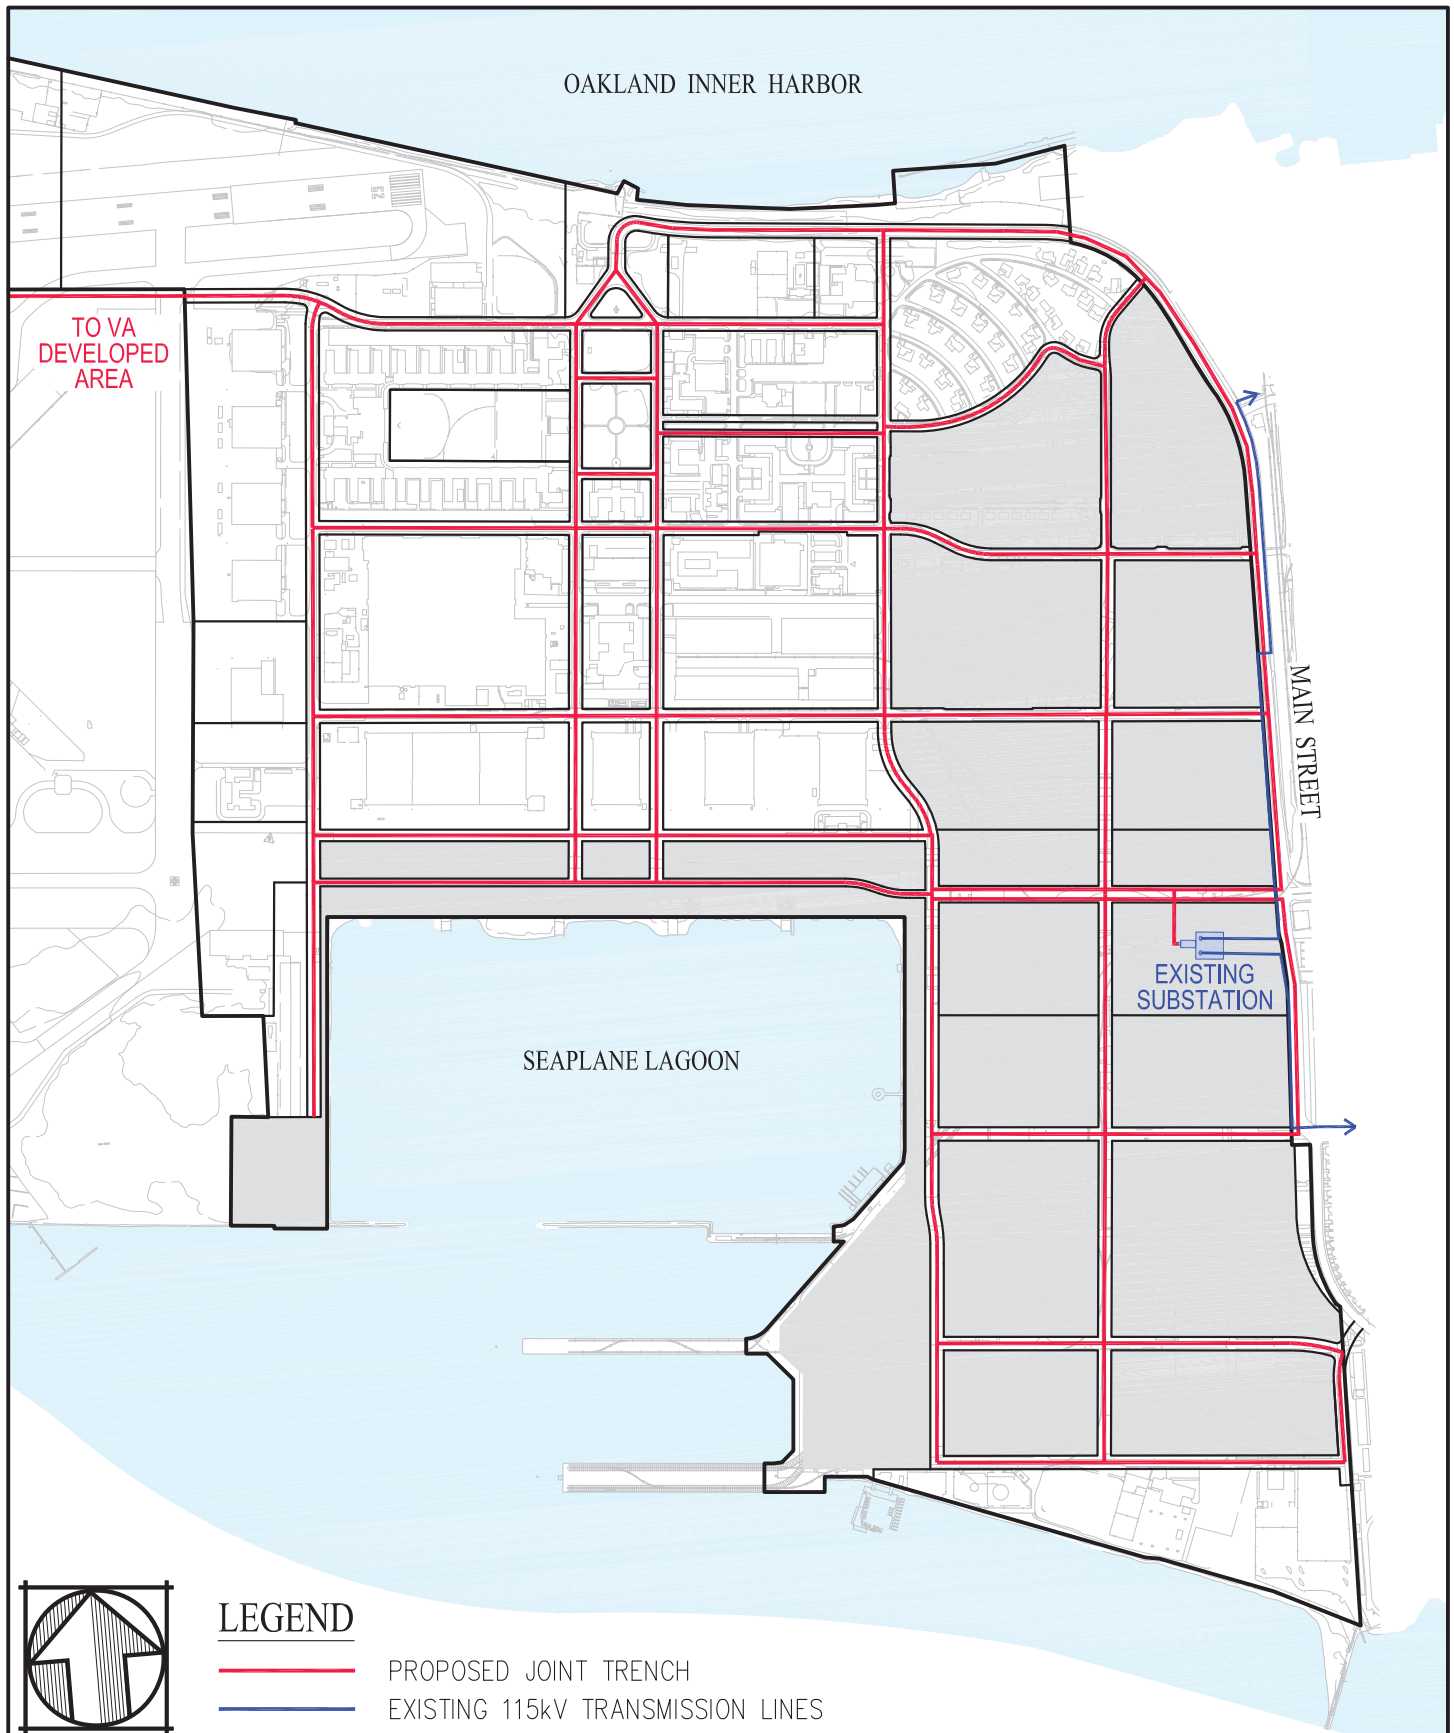 OAKLAND INNER HARBOR
TO VA
DEVELOPED
AREA
MAIN STREET
EXISTING
SUBSTATION
SEAPLANE LAGOON
LEGEND
PROPOSED JOINT TRENCH
EXISTING 115kV TRANSMISSION LINES